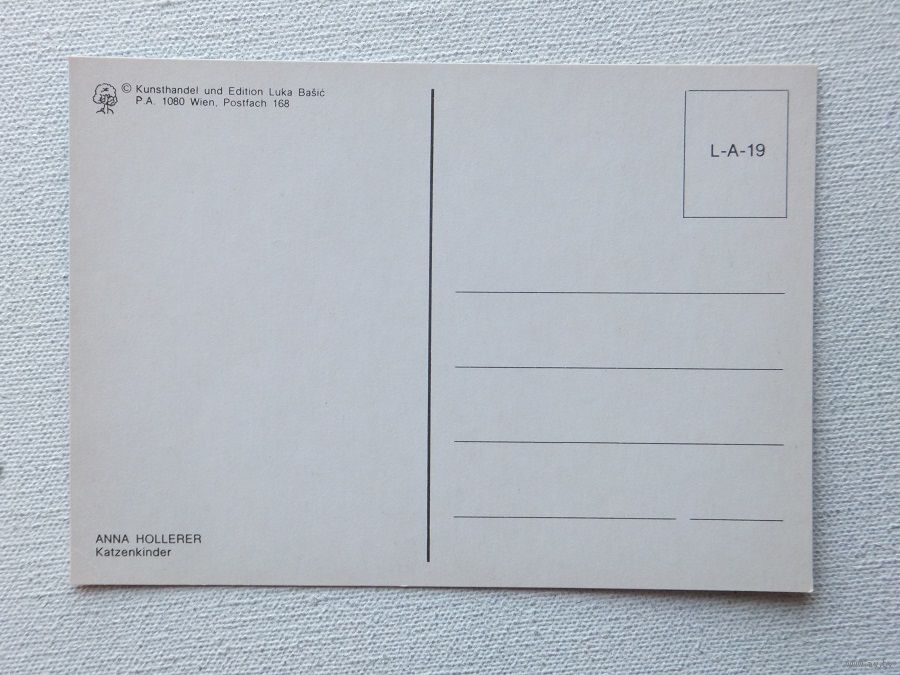 © Kunsthandel und Edition Luka Bašić
P.A. 1080 Wien, Postfach 168
L-A-19
ANNA HOLLERER
Katzenkinder